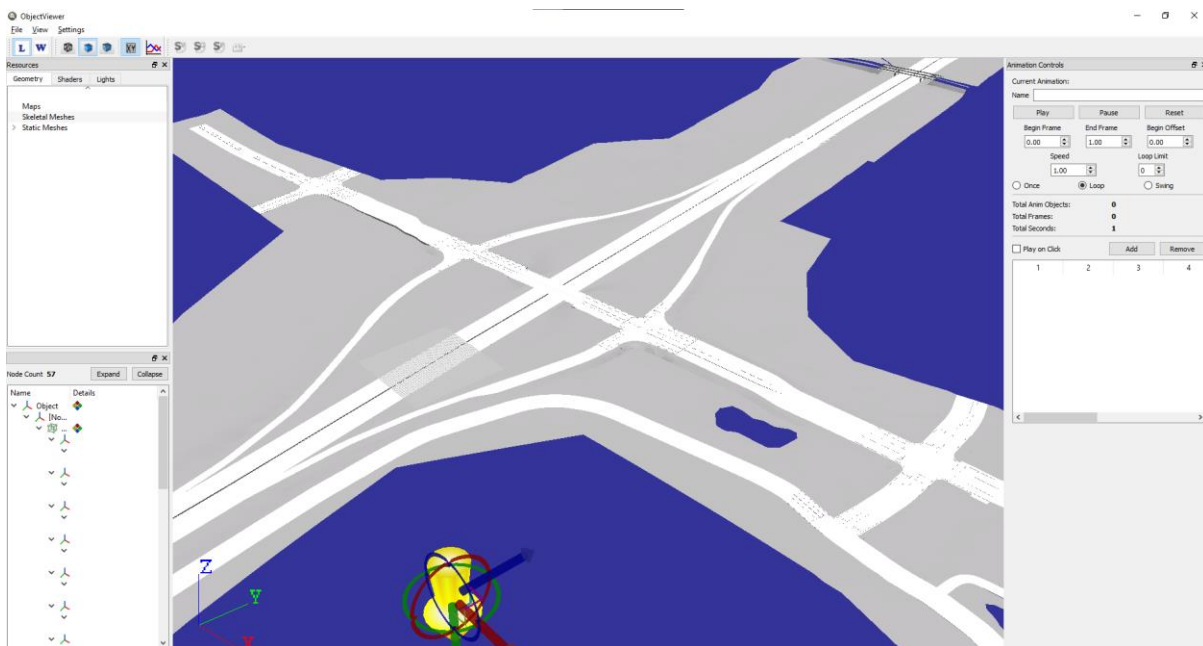 ObjectViewer
File View Settings
L W XY S S S
Resources
Geometry Shaders Lights
Maps
Skeletal Meshes
Static Meshes
Node Count 57 Expand Collapse
Name Details
Object
[No...
...
Z
Y
X
Animation Controls
Current Animation:
Name
Play Pause Reset
Begin Frame End Frame Begin Offset
0.00 1.00 0.00
Speed Loop Limit
1.00 0
Once Loop Swing
Total Anim Objects: 0
Total Frames: 0
Total Seconds: 1
Play on Click Add Remove
1 2 3 4